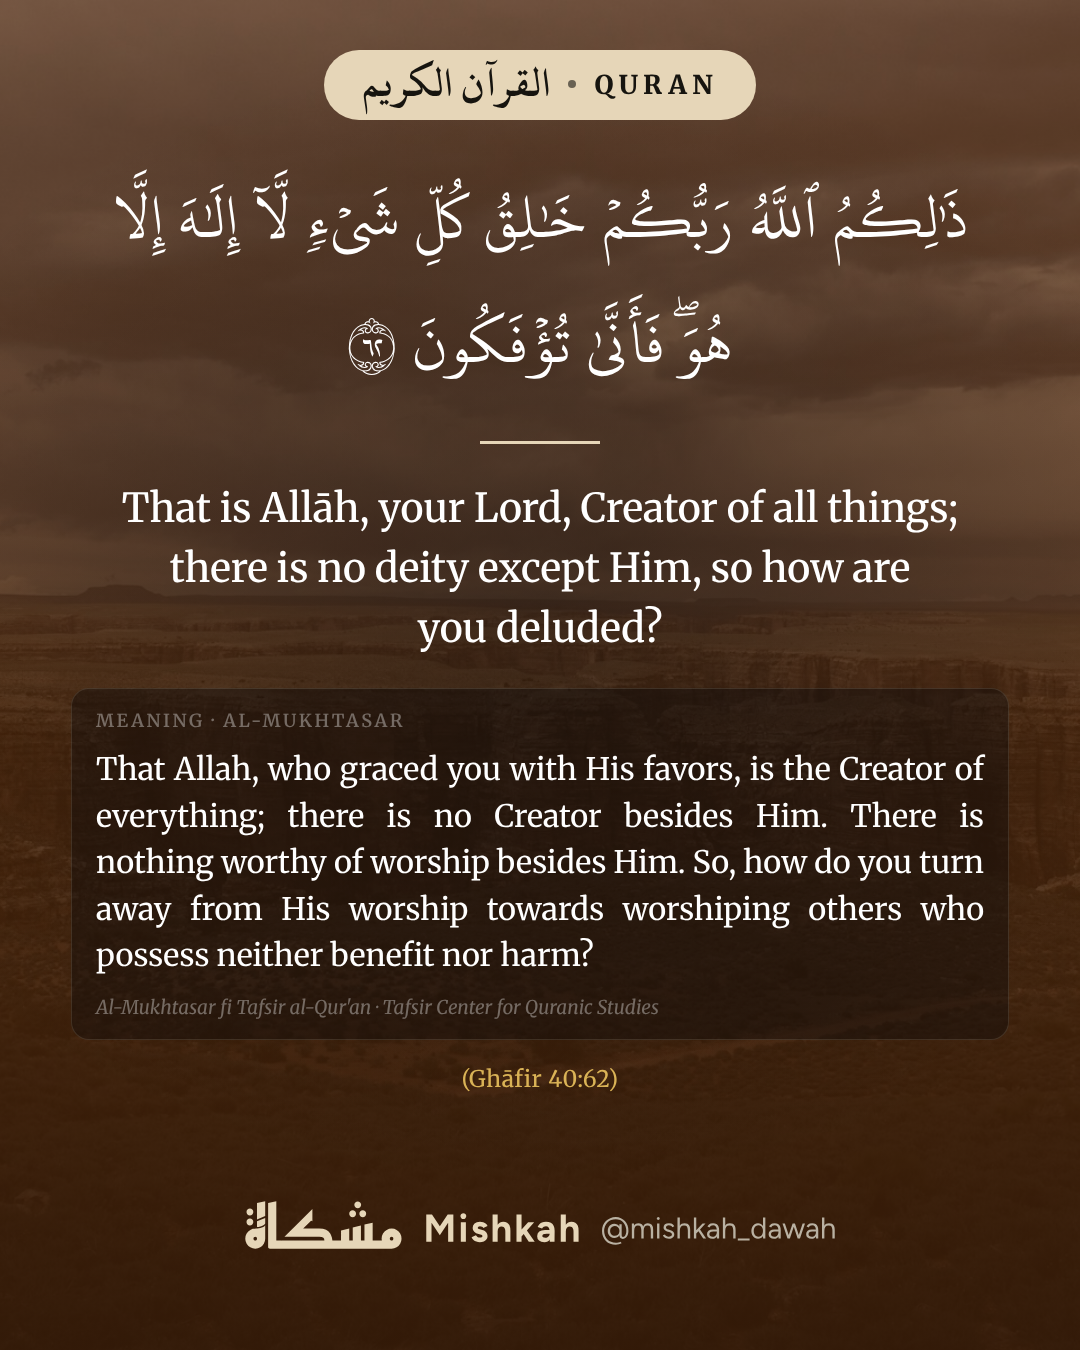 القرآن الكريم • QURAN
ذَٰلِكُمُ ٱللَّهُ رَبُّكُمۡ خَٰلِقُ كُلِّ شَيۡءٖ لَّآ إِلَٰهَ إِلَّا
هُوَۖ فَأَنَّىٰ تُؤۡفَكُونَ ٦٢
That is Allāh, your Lord, Creator of all things;
there is no deity except Him, so how are
you deluded?
MEANING · AL-MUKHTASAR
That Allah, who graced you with His favors, is the Creator of
everything; there is no Creator besides Him. There is
nothing worthy of worship besides Him. So, how do you turn
away from His worship towards worshiping others who
possess neither benefit nor harm?
Al-Mukhtasar fi Tafsir al-Qur'an · Tafsir Center for Quranic Studies
(Ghāfir 40:62)
مشكاة Mishkah @mishkah_dawah